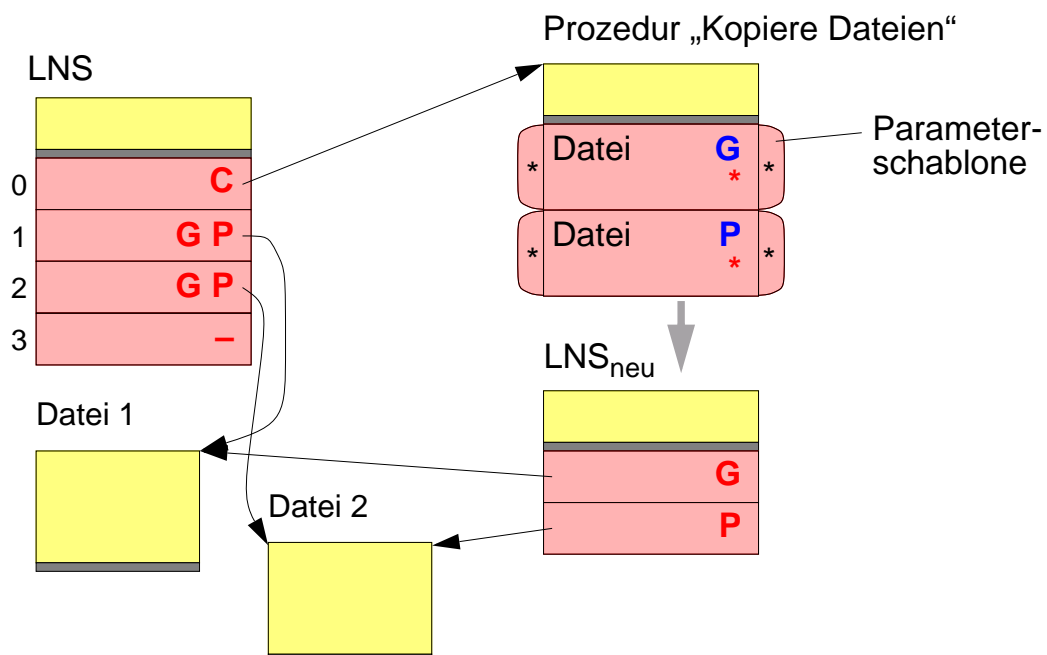 Prozedur „Kopiere Dateien“
LNS
Parameter-
schablone
Datei G
* * *
0 C
1 G P
Datei P
* * *
2 G P
3 –
LNSneu
Datei 1
G
Datei 2
P